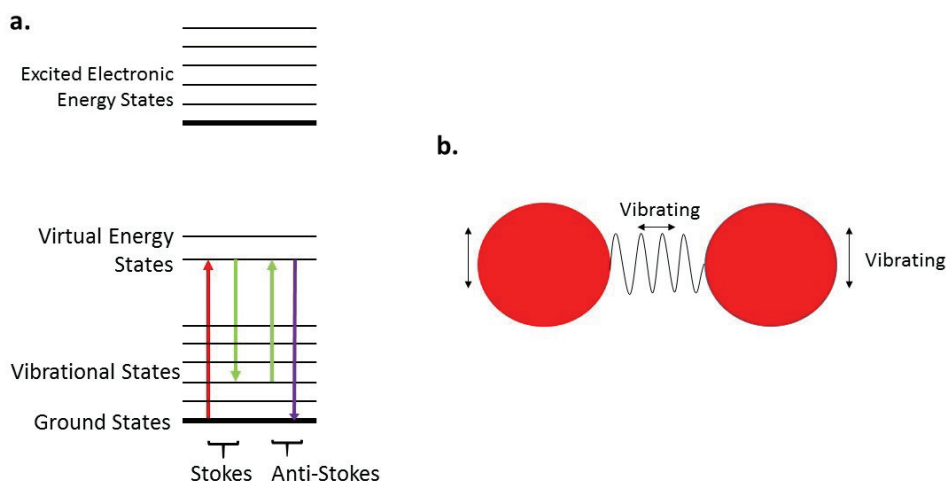 a.
Excited Electronic
Energy States
b.
Vibrating
Virtual Energy
States
Vibrating
Vibrational States
Ground States
Stokes
Anti-Stokes